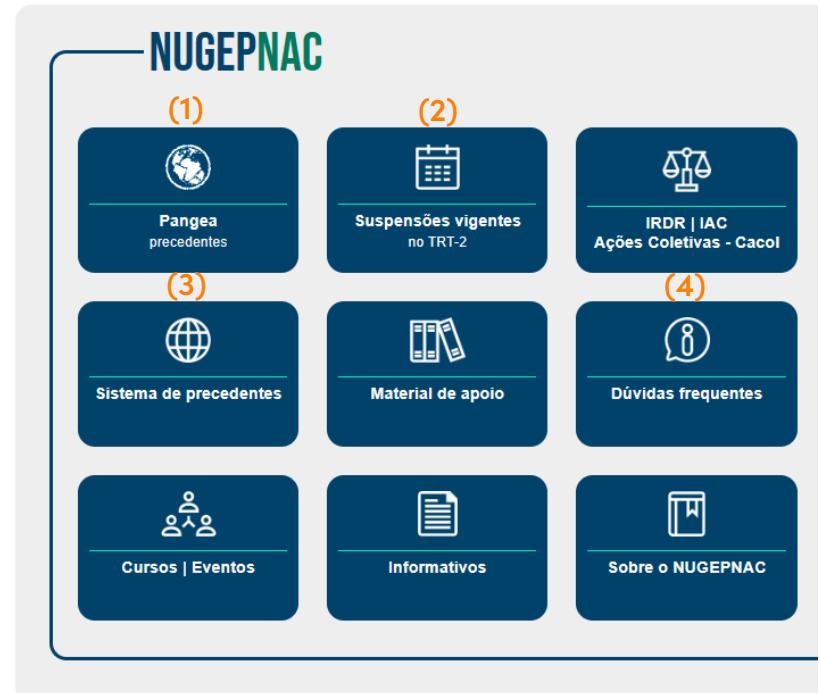 NUGEPNAC
(1)
(2)
Pangea
precedentes
Suspensões vigentes
no TRT-2
IRDR | IAC
Ações Coletivas - Cacol
(3)
(4)
Sistema de precedentes
Material de apoio
Dúvidas frequentes
Cursos | Eventos
Informativos
Sobre o NUGEPNAC